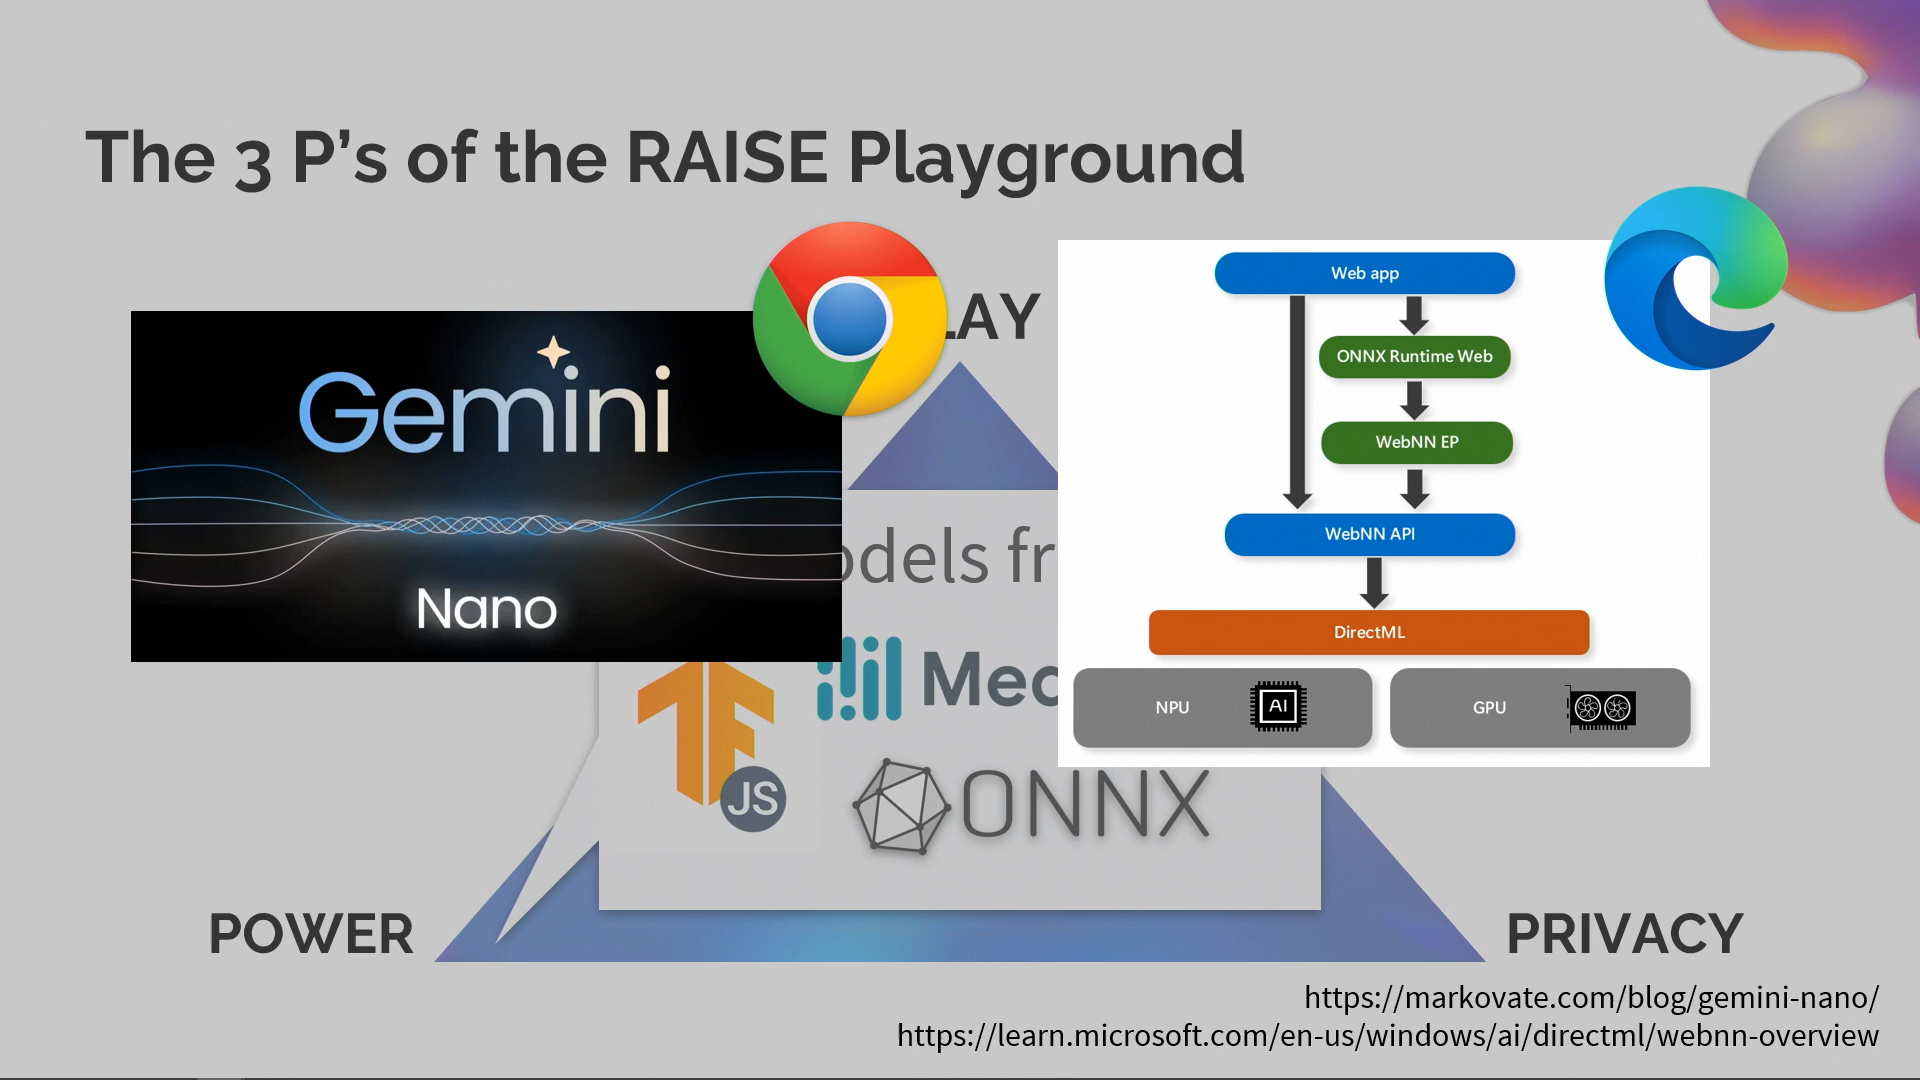 The 3 P's of the RAISE Playground
LAY
Gemini
Nano
Web app
ONNX Runtime Web
WebNN EP
WebNN API
DirectML
NPU
AI
GPU
odels fr
Med
JS
ONNX
POWER
PRIVACY
https://markovate.com/blog/gemini-nano/
https://learn.microsoft.com/en-us/windows/ai/directml/webnn-overview